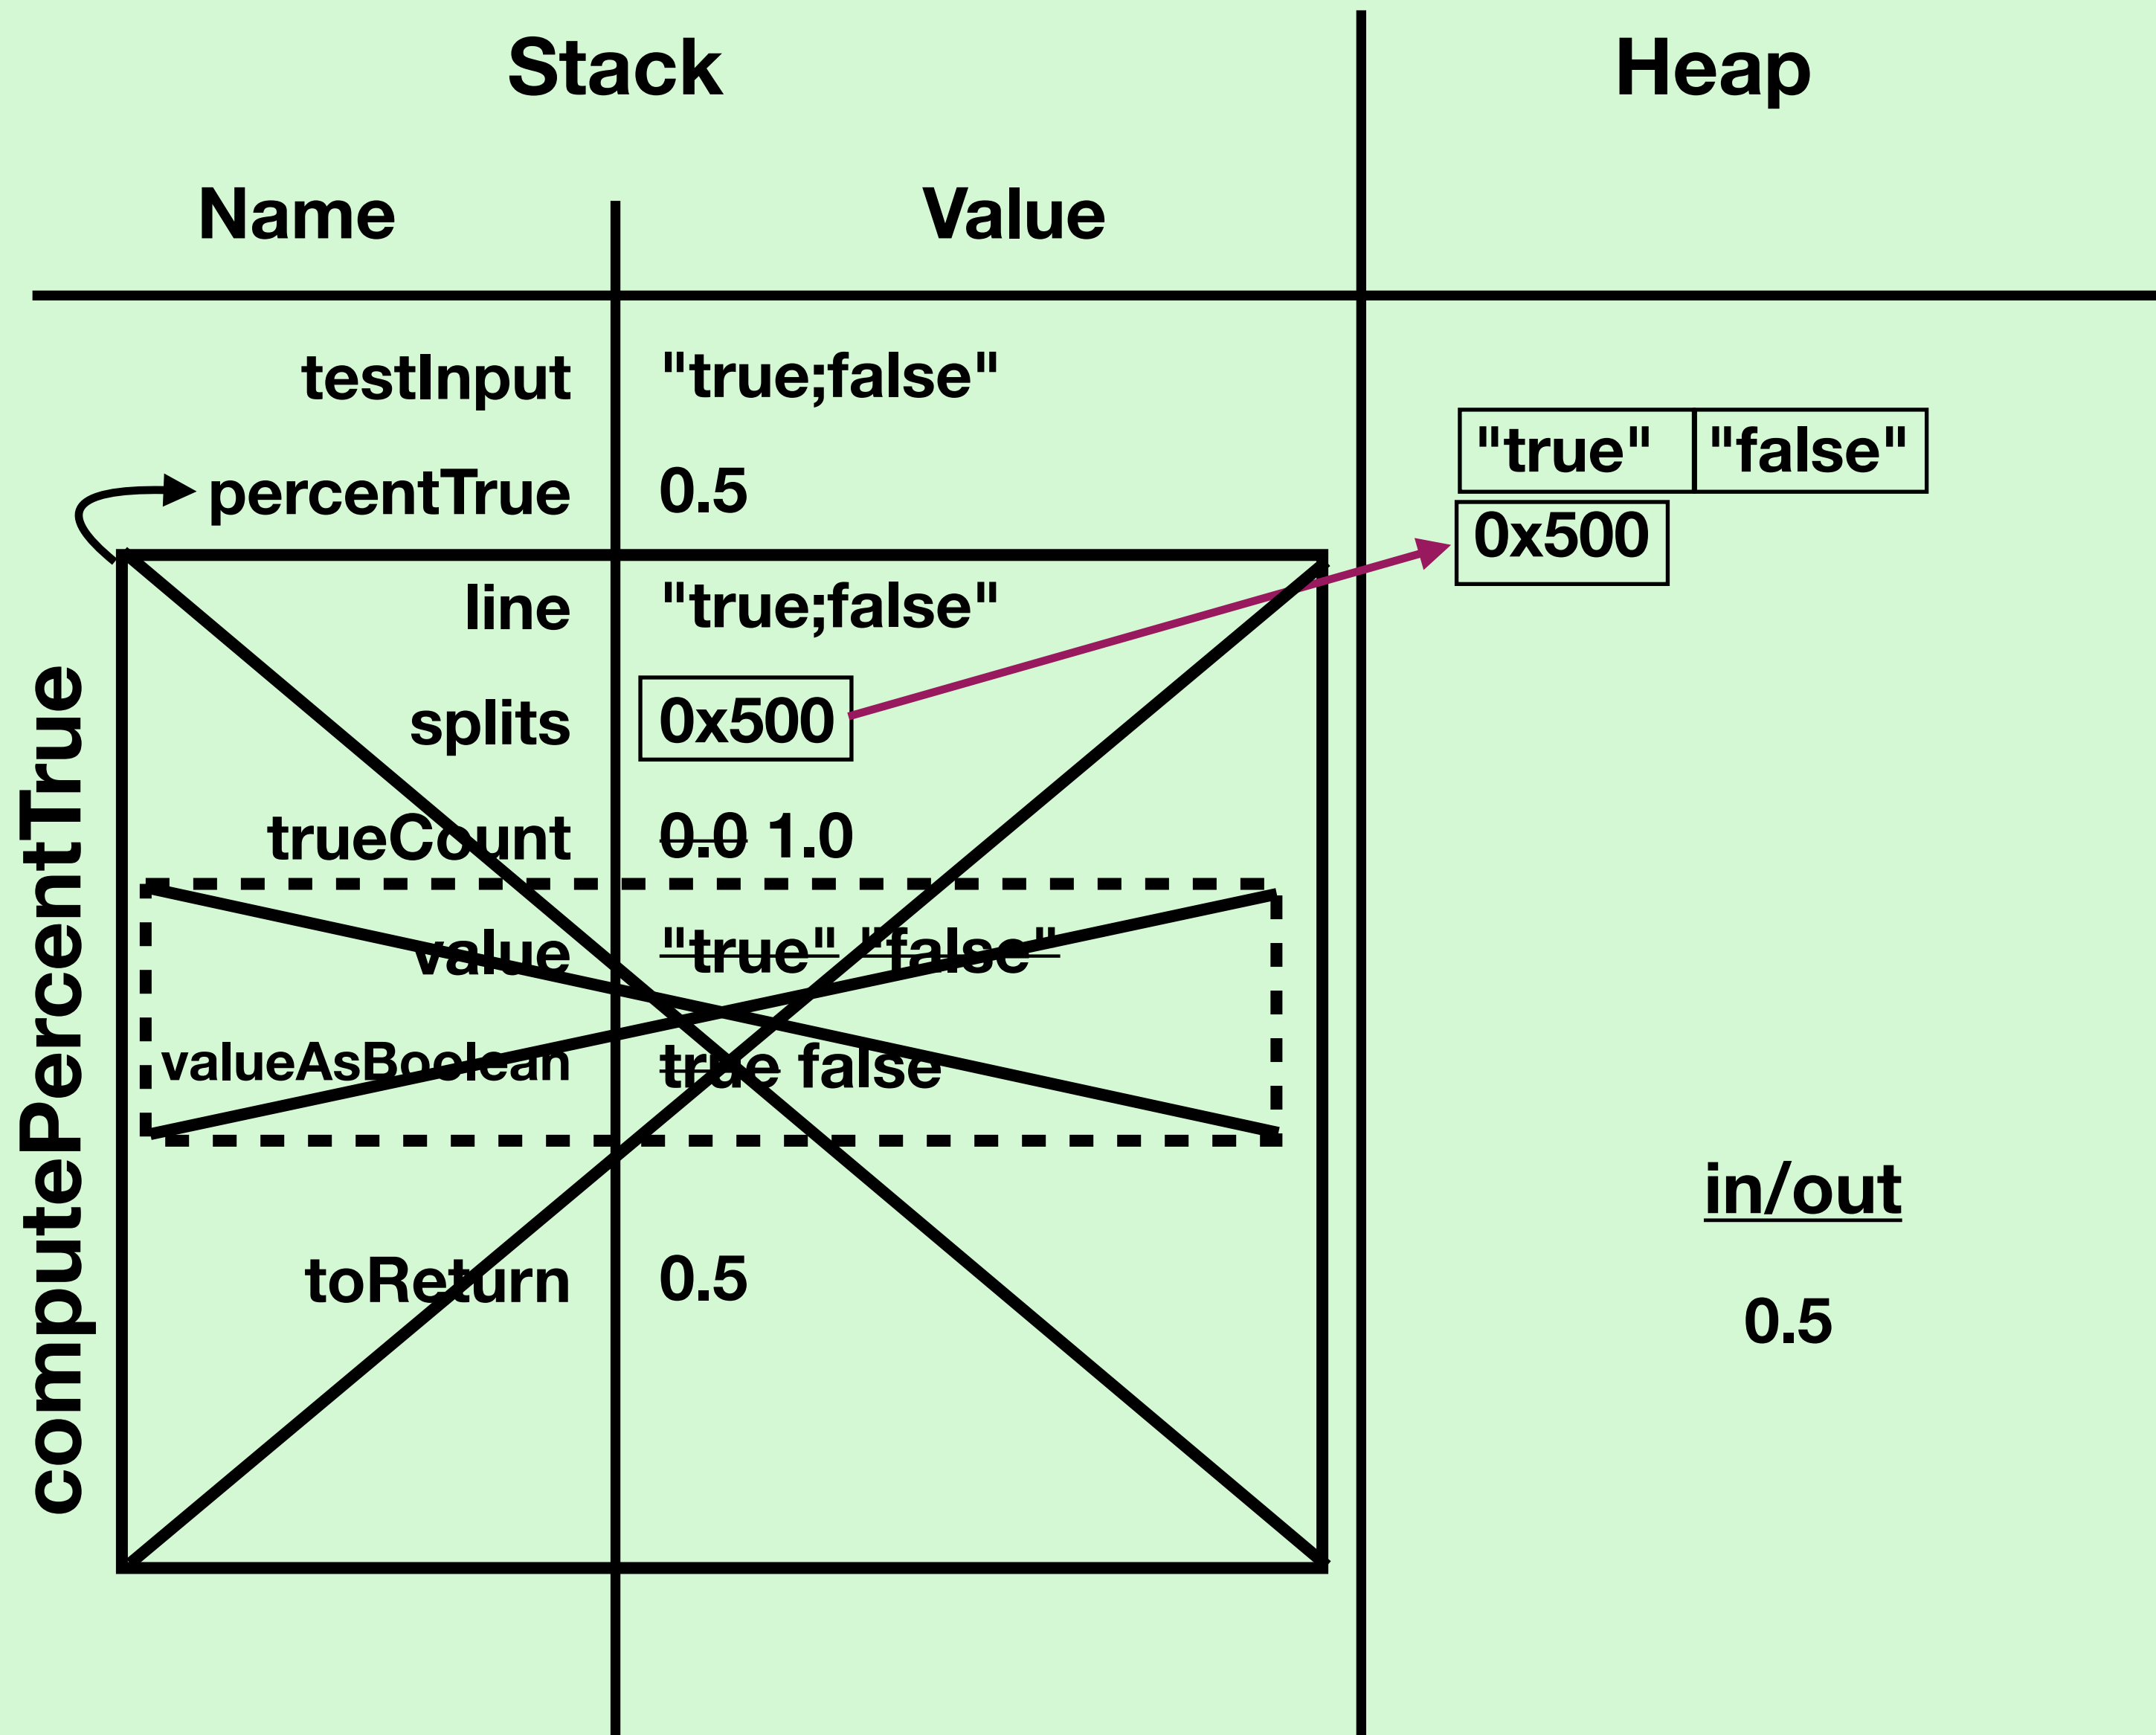 Stack Heap
Name Value
testInput "true;false"
"true" "false"
percentTrue 0.5
0x500
computePercentTrue
line "true;false"
splits 0x500
trueCount 0.0 1.0
value "true" "false"
valueAsBoolean true false
in/out
toReturn 0.5
0.5